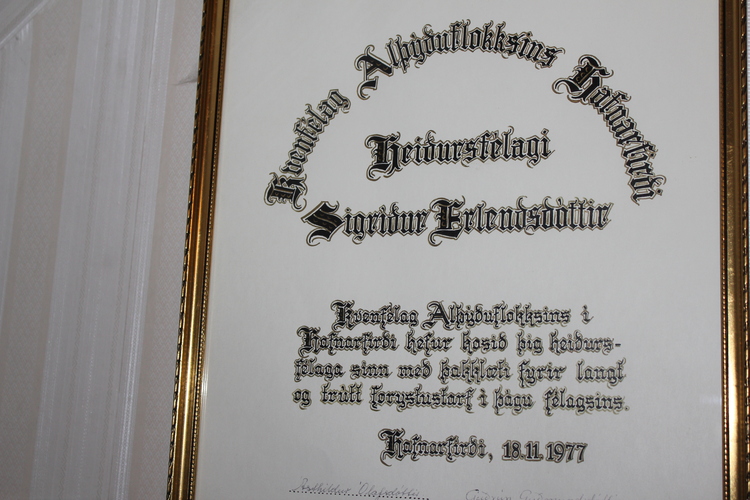 Kvenfélag Alþýðuflokksins Hafnarfirði
Heiðursfélagi
Sigríður Erlendsdóttir
Kvenfélag Alþýðuflokksins í
Hafnarfirði hefur kosið þig heiðurs-
félaga sinn með þakklæti fyrir langt
og trútt forystustarf í þágu félagsins.
Hafnarfirði, 18.11.1977